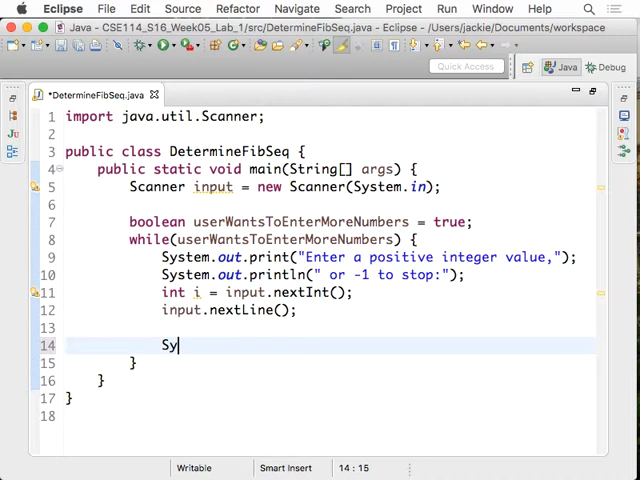 Eclipse File Edit Source Refactor Navigate Search Project Run Window Help
Java - CSE114_S16_Week05_Lab_1/src/DetermineFibSeq.java - Eclipse - /Users/jackie/Documents/workspace
Quick Access Java Debug
*DetermineFibSeq.java
1 import java.util.Scanner;
2
3 public class DetermineFibSeq {
4 public static void main(String[] args) {
5 Scanner input = new Scanner(System.in);
6
7 boolean userWantsToEnterMoreNumbers = true;
8 while(userWantsToEnterMoreNumbers) {
9 System.out.print("Enter a positive integer value,");
10 System.out.println(" or -1 to stop:");
11 int i = input.nextInt();
12 input.nextLine();
13
14 Sy
15 }
16 }
17 }
18
Writable Smart Insert 14 : 15